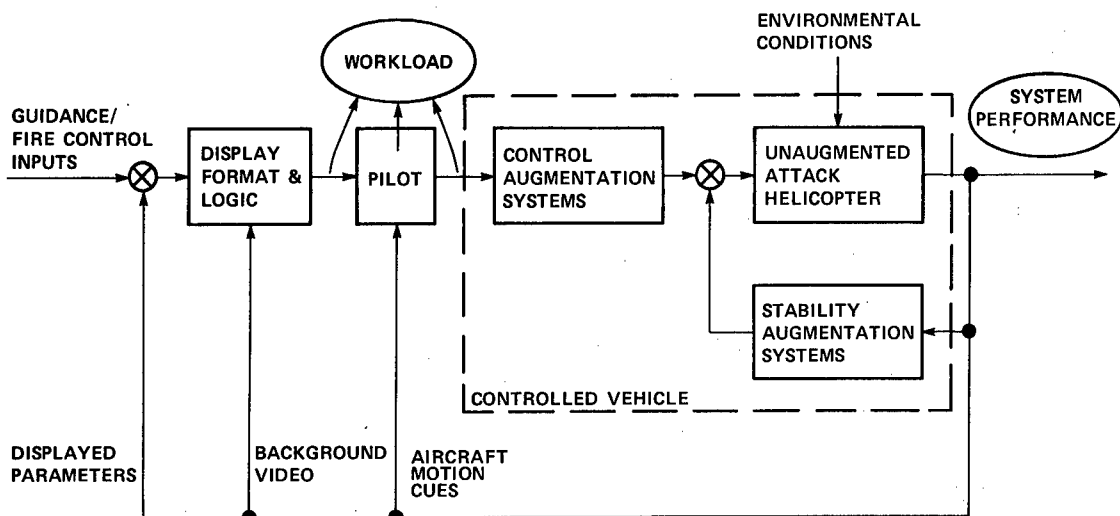 ENVIRONMENTAL
CONDITIONS
WORKLOAD
SYSTEM
PERFORMANCE
GUIDANCE/
FIRE CONTROL
INPUTS
DISPLAY
FORMAT &
LOGIC
PILOT
CONTROL
AUGMENTATION
SYSTEMS
UNAUGMENTED
ATTACK
HELICOPTER
STABILITY
AUGMENTATION
SYSTEMS
CONTROLLED VEHICLE
DISPLAYED
PARAMETERS
BACKGROUND
VIDEO
AIRCRAFT
MOTION
CUES